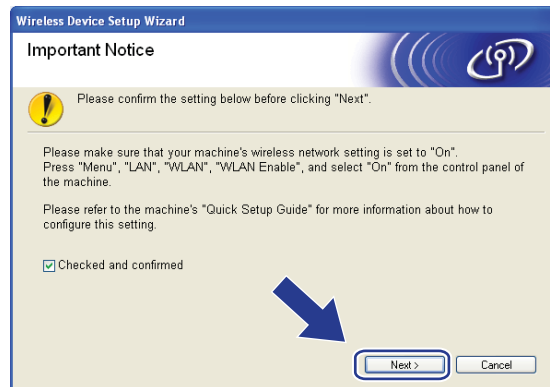 Wireless Device Setup Wizard
Important Notice
Please confirm the setting below before clicking "Next".
Please make sure that your machine's wireless network setting is set to "On".
Press "Menu", "LAN", "WLAN", "WLAN Enable", and select "On" from the control panel of
the machine.
Please refer to the machine's "Quick Setup Guide" for more information about how to
configure this setting.
Checked and confirmed
Next >
Cancel